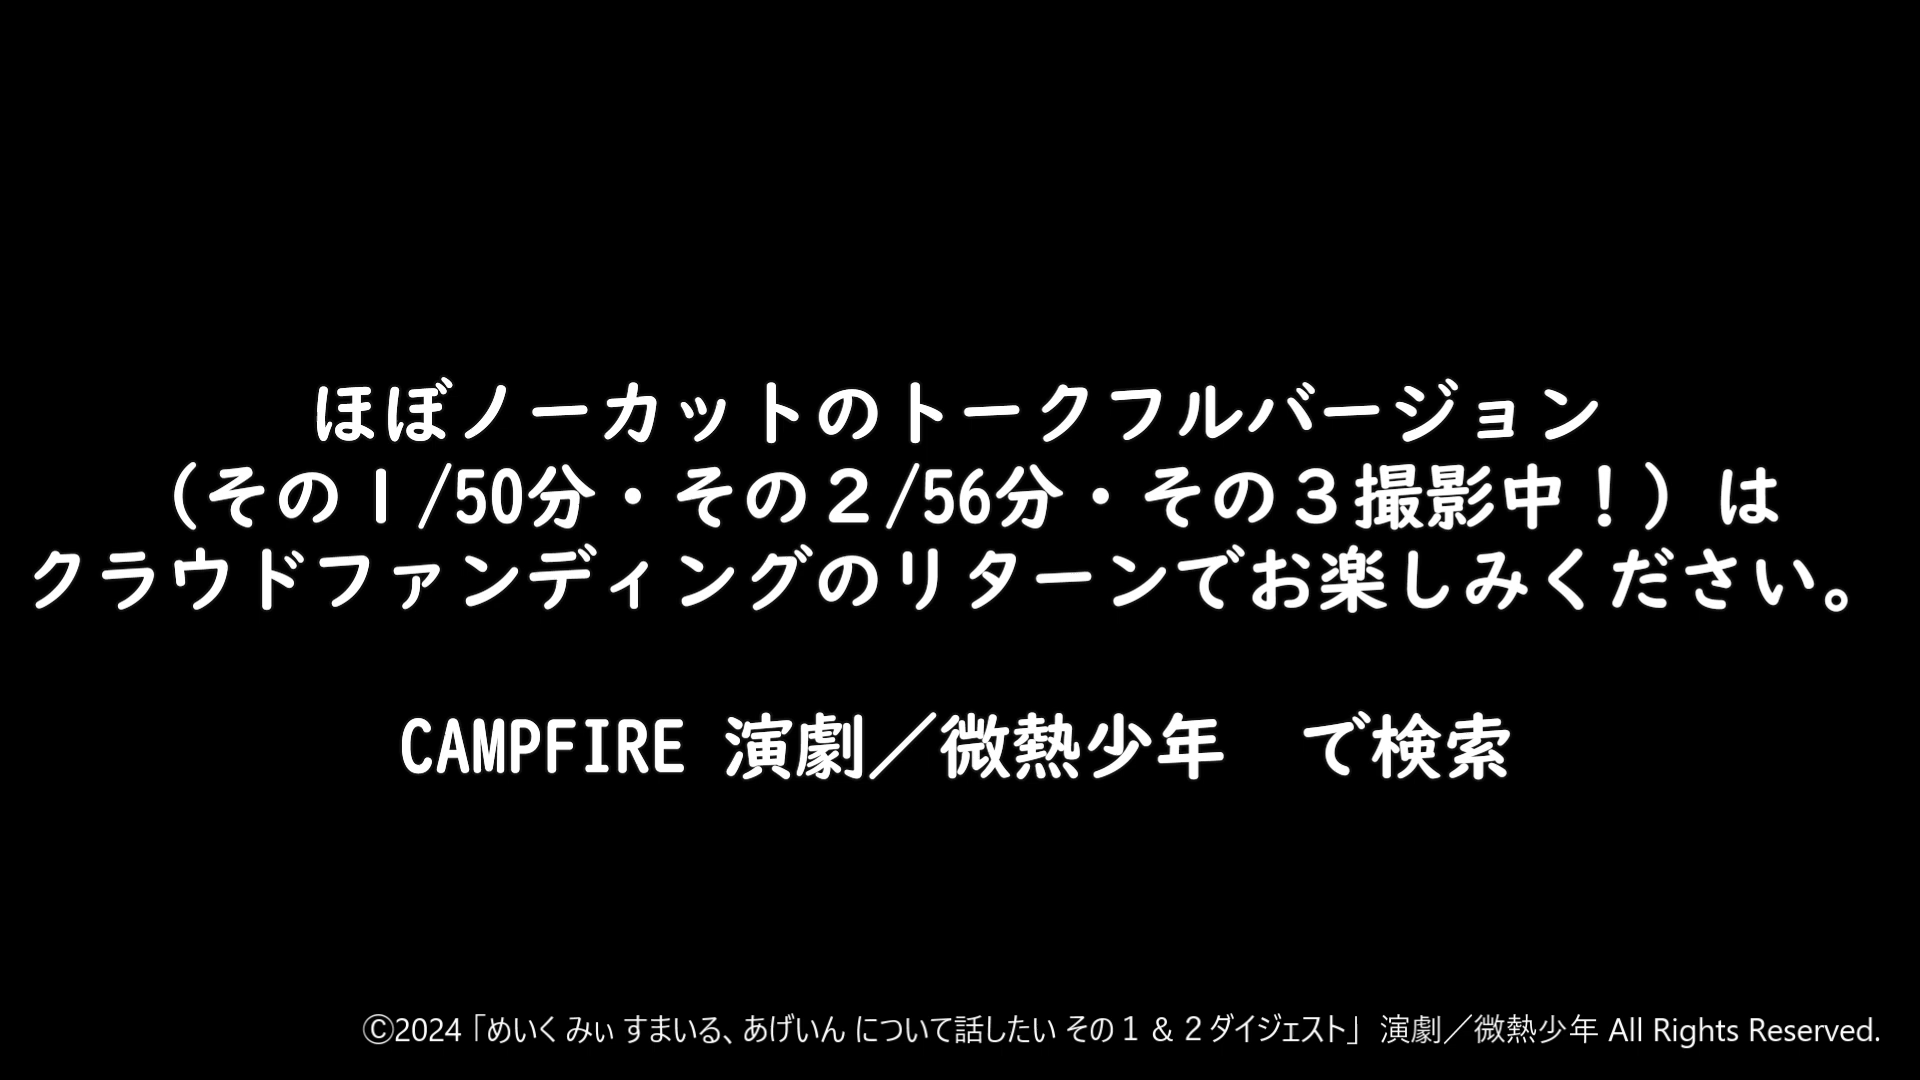 ほぼノーカットのトークフルバージョン
（その１/50分・その２/56分・その３撮影中！）は
クラウドファンディングのリターンでお楽しみください。
CAMPFIRE 演劇／微熱少年　で検索
©2024「めいく みぃ すまいる、あげいん について話したい その１ & ２ダイジェスト」 演劇／微熱少年 All Rights Reserved.